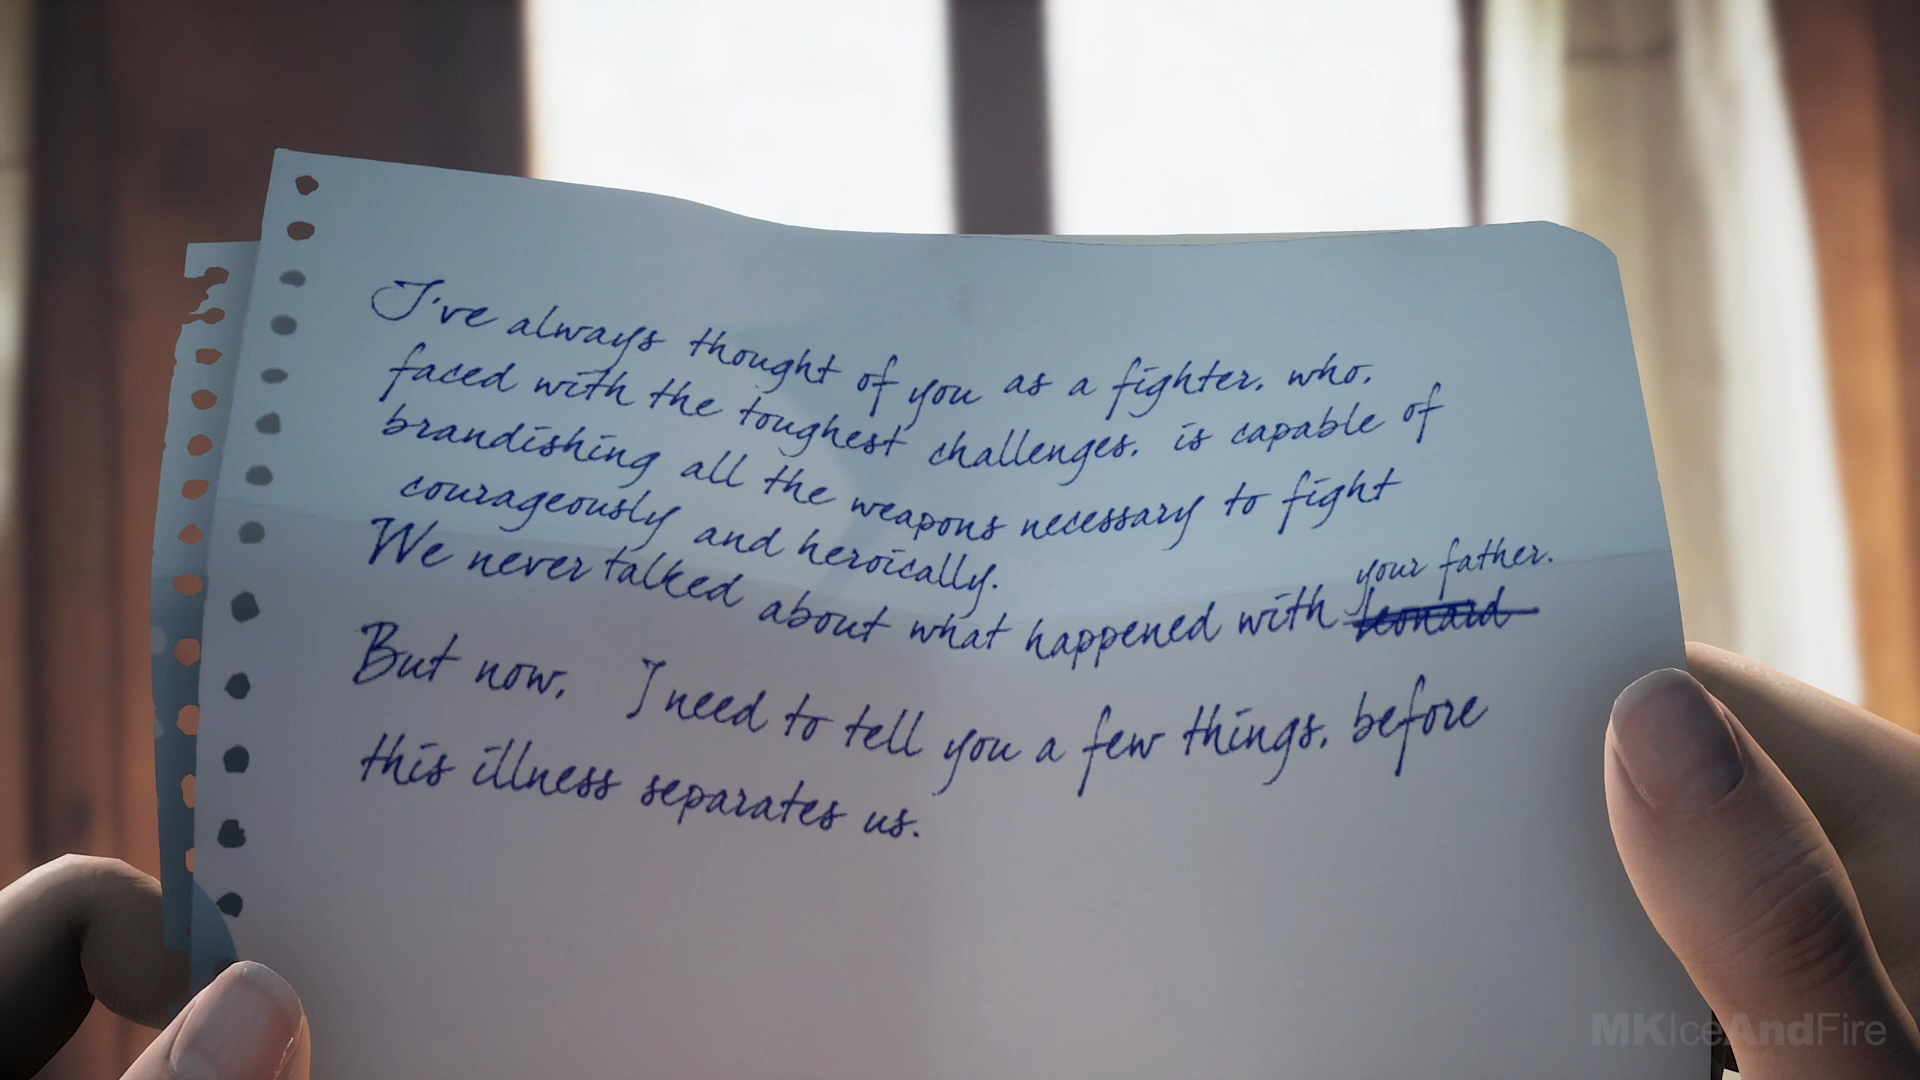 I've always thought of you as a fighter, who,
faced with the toughest challenges, is capable of
brandishing all the weapons necessary to fight
courageously and heroically.
your father.
We never talked about what happened with Leonard
But now, I need to tell you a few things, before
this illness separates us.
MKIceAndFire